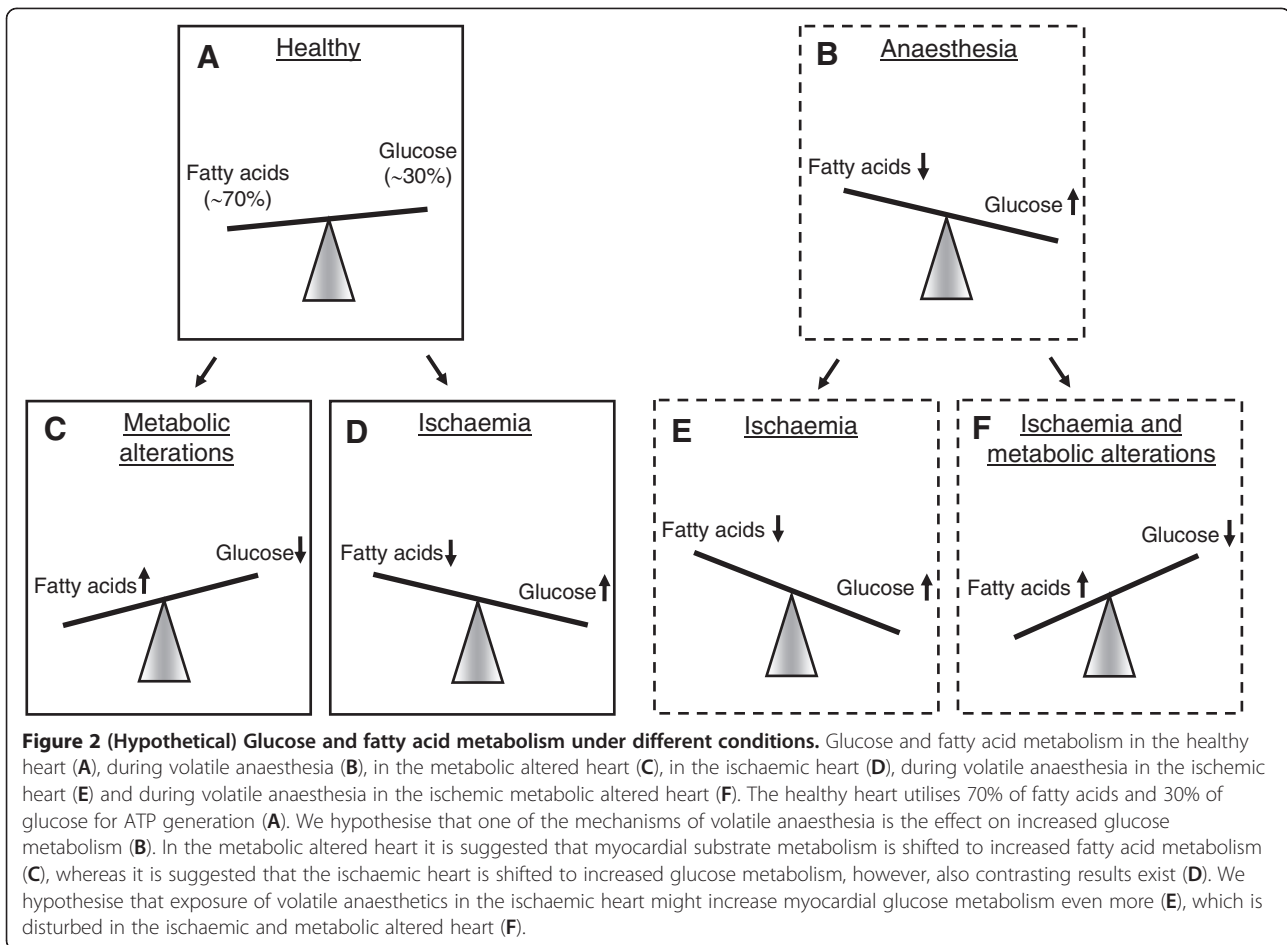 A
Healthy
Fatty acids
(~70%)
Glucose
(~30%)
B
Anaesthesia
Fatty acids ↓
Glucose ↑
C
Metabolic
alterations
Fatty acids ↑
Glucose ↓
D
Ischaemia
Fatty acids ↓
Glucose ↑
E
Ischaemia
Fatty acids ↓
Glucose ↑
F
Ischaemia and
metabolic alterations
Fatty acids ↑
Glucose ↓
Figure 2 (Hypothetical) Glucose and fatty acid metabolism under different conditions. Glucose and fatty acid metabolism in the healthy
heart (A), during volatile anaesthesia (B), in the metabolic altered heart (C), in the ischaemic heart (D), during volatile anaesthesia in the ischemic
heart (E) and during volatile anaesthesia in the ischemic metabolic altered heart (F). The healthy heart utilises 70% of fatty acids and 30% of
glucose for ATP generation (A). We hypothesise that one of the mechanisms of volatile anaesthesia is the effect on increased glucose
metabolism (B). In the metabolic altered heart it is suggested that myocardial substrate metabolism is shifted to increased fatty acid metabolism
(C), whereas it is suggested that the ischaemic heart is shifted to increased glucose metabolism, however, also contrasting results exist (D). We
hypothesise that exposure of volatile anaesthetics in the ischaemic heart might increase myocardial glucose metabolism even more (E), which is
disturbed in the ischaemic and metabolic altered heart (F).